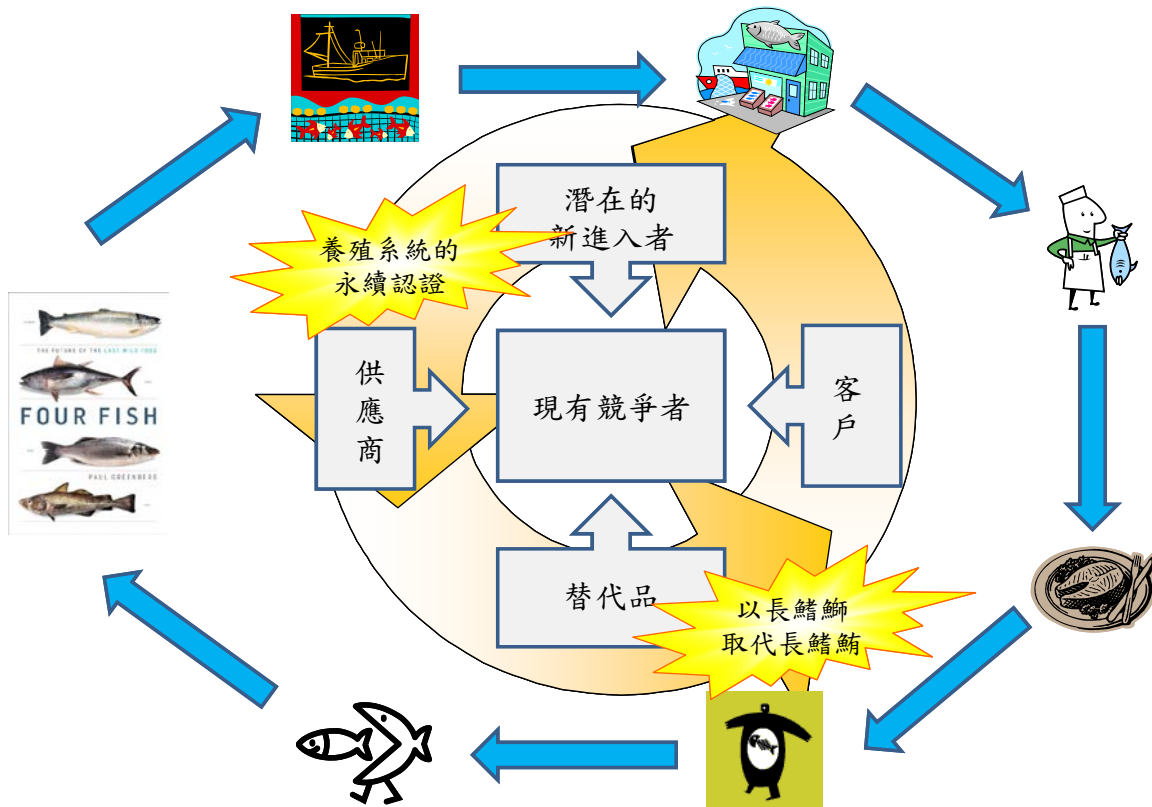 潛在的
新進入者
養殖系統的
永續認證
供
應
商
現有競爭者
客
戶
替代品
以長鰭鰤
取代長鰭鮪
THE FUTURE OF THE LAST WILD FOOD
FOUR FISH
PAUL GREENBERG